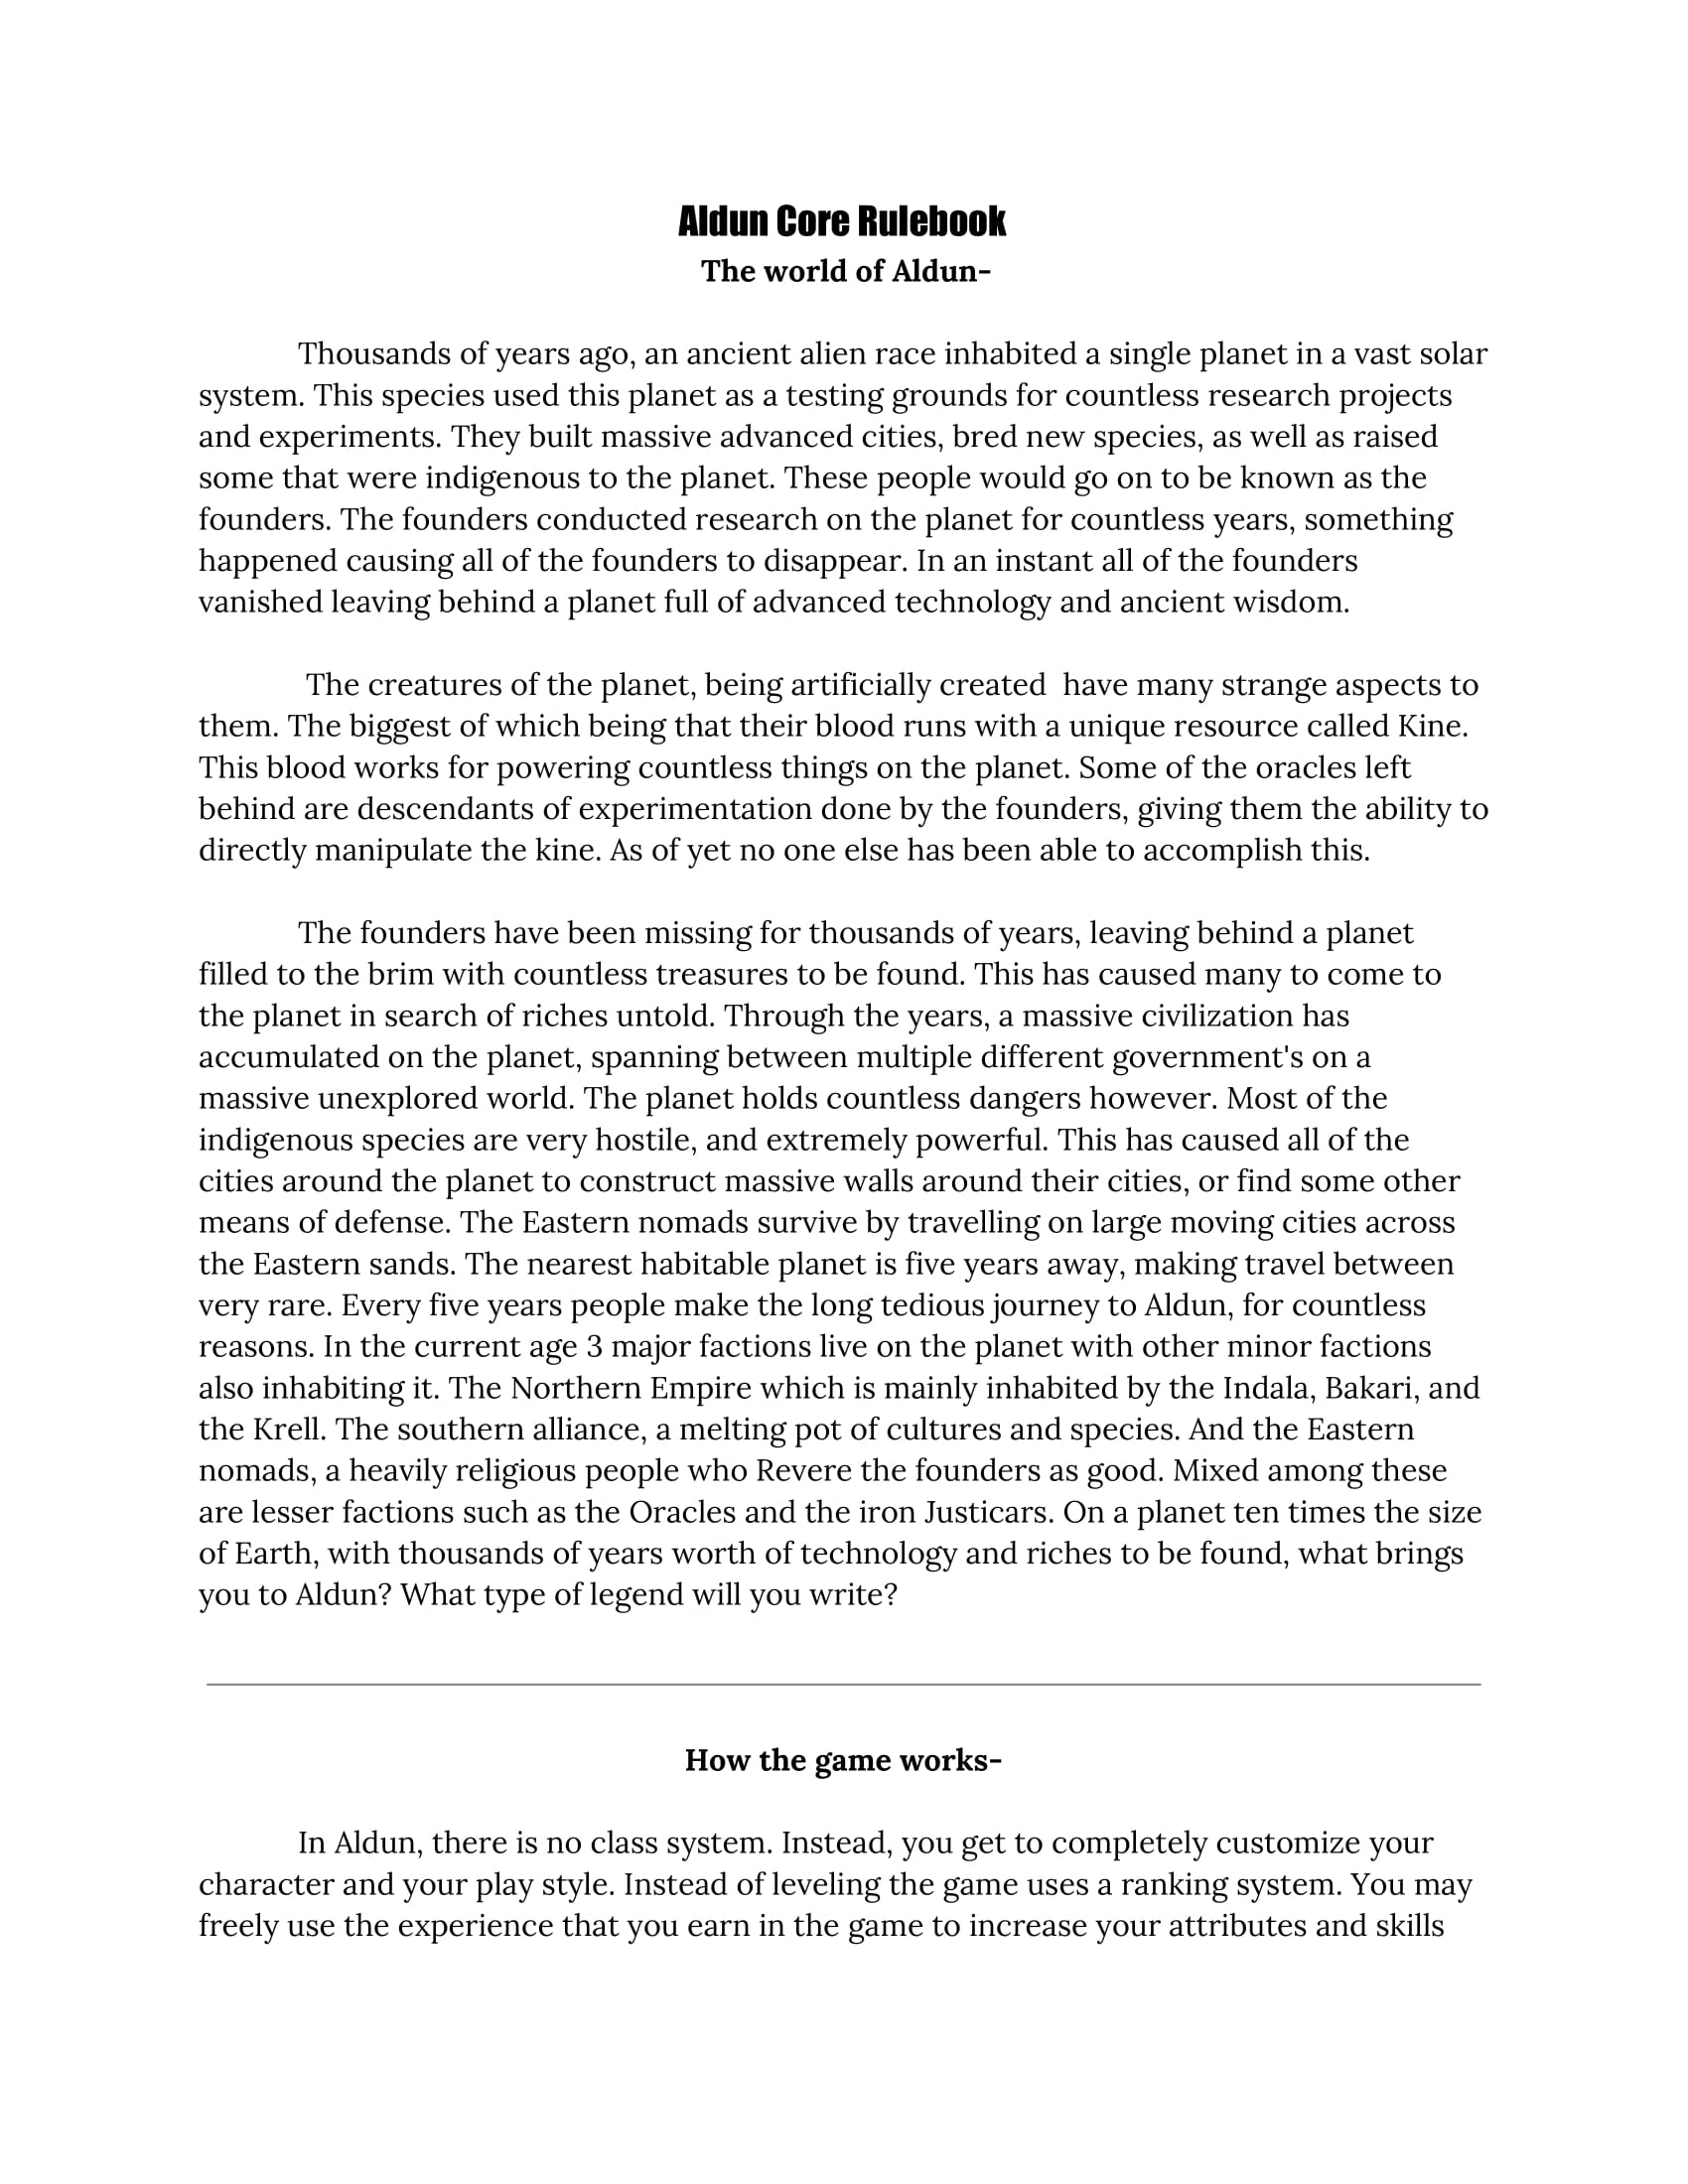 Aldun Core Rulebook
The world of Aldun-
Thousands of years ago, an ancient alien race inhabited a single planet in a vast solar
system. This species used this planet as a testing grounds for countless research projects
and experiments. They built massive advanced cities, bred new species, as well as raised
some that were indigenous to the planet. These people would go on to be known as the
founders. The founders conducted research on the planet for countless years, something
happened causing all of the founders to disappear. In an instant all of the founders
vanished leaving behind a planet full of advanced technology and ancient wisdom.
The creatures of the planet, being artificially created  have many strange aspects to
them. The biggest of which being that their blood runs with a unique resource called Kine.
This blood works for powering countless things on the planet. Some of the oracles left
behind are descendants of experimentation done by the founders, giving them the ability to
directly manipulate the kine. As of yet no one else has been able to accomplish this.
The founders have been missing for thousands of years, leaving behind a planet
filled to the brim with countless treasures to be found. This has caused many to come to
the planet in search of riches untold. Through the years, a massive civilization has
accumulated on the planet, spanning between multiple different government's on a
massive unexplored world. The planet holds countless dangers however. Most of the
indigenous species are very hostile, and extremely powerful. This has caused all of the
cities around the planet to construct massive walls around their cities, or find some other
means of defense. The Eastern nomads survive by travelling on large moving cities across
the Eastern sands. The nearest habitable planet is five years away, making travel between
very rare. Every five years people make the long tedious journey to Aldun, for countless
reasons. In the current age 3 major factions live on the planet with other minor factions
also inhabiting it. The Northern Empire which is mainly inhabited by the Indala, Bakari, and
the Krell. The southern alliance, a melting pot of cultures and species. And the Eastern
nomads, a heavily religious people who Revere the founders as good. Mixed among these
are lesser factions such as the Oracles and the iron Justicars. On a planet ten times the size
of Earth, with thousands of years worth of technology and riches to be found, what brings
you to Aldun? What type of legend will you write?
How the game works-
In Aldun, there is no class system. Instead, you get to completely customize your
character and your play style. Instead of leveling the game uses a ranking system. You may
freely use the experience that you earn in the game to increase your attributes and skills